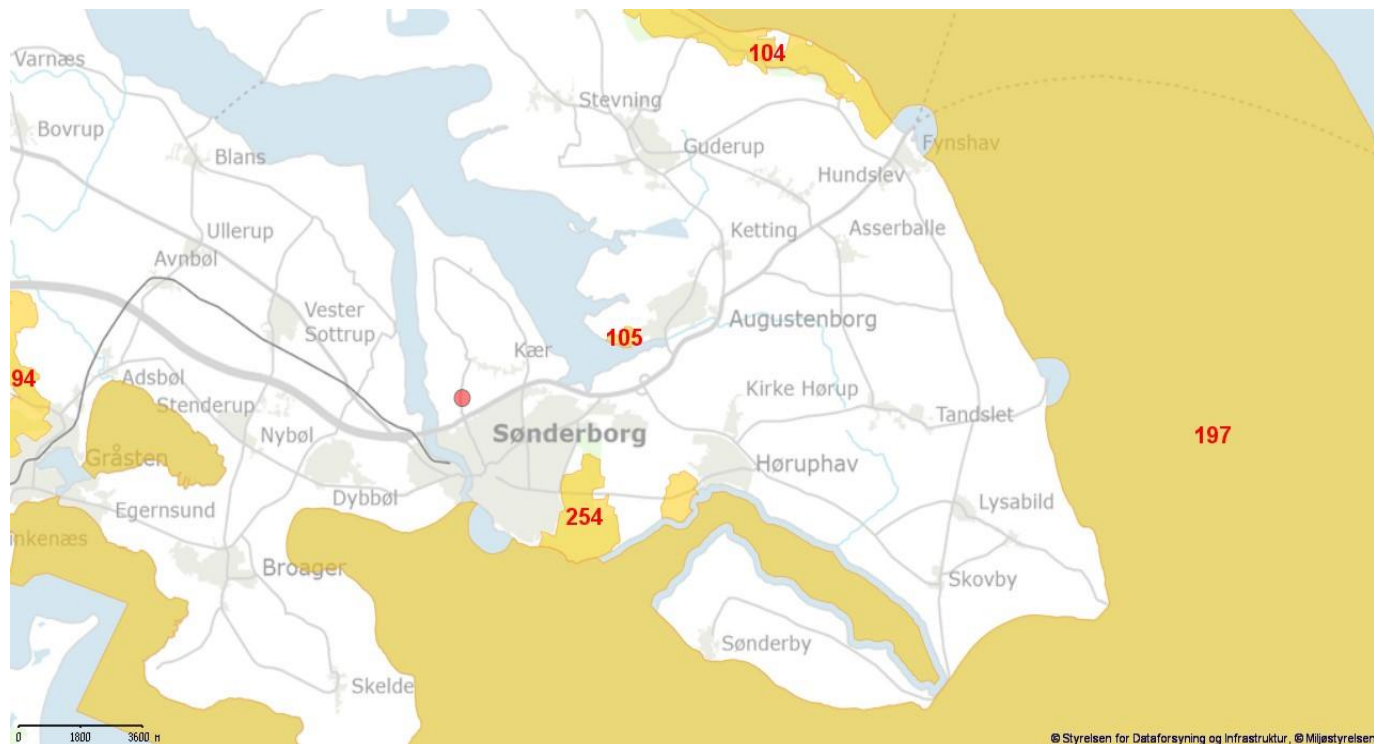 104
Varnæs
Stevning
Bovrup
Fynshav
Guderup
Blans
Hundslev
Ullerup
Ketting
Asserballe
Avnbøl
Vester
Sottrup
Augustenborg
105
Kær
94
Adsbøl
Kirke Hørup
Stenderup
Tandslet
Nybøl
Sønderborg
197
Gråsten
Høruphav
Dybbøl
Lysabild
Egernsund
254
inkenæs
Broager
Skovby
Sønderby
Skelde
0 1800 3600 m
© Styrelsen for Dataforsyning og Infrastruktur, © Miljøstyrelsen